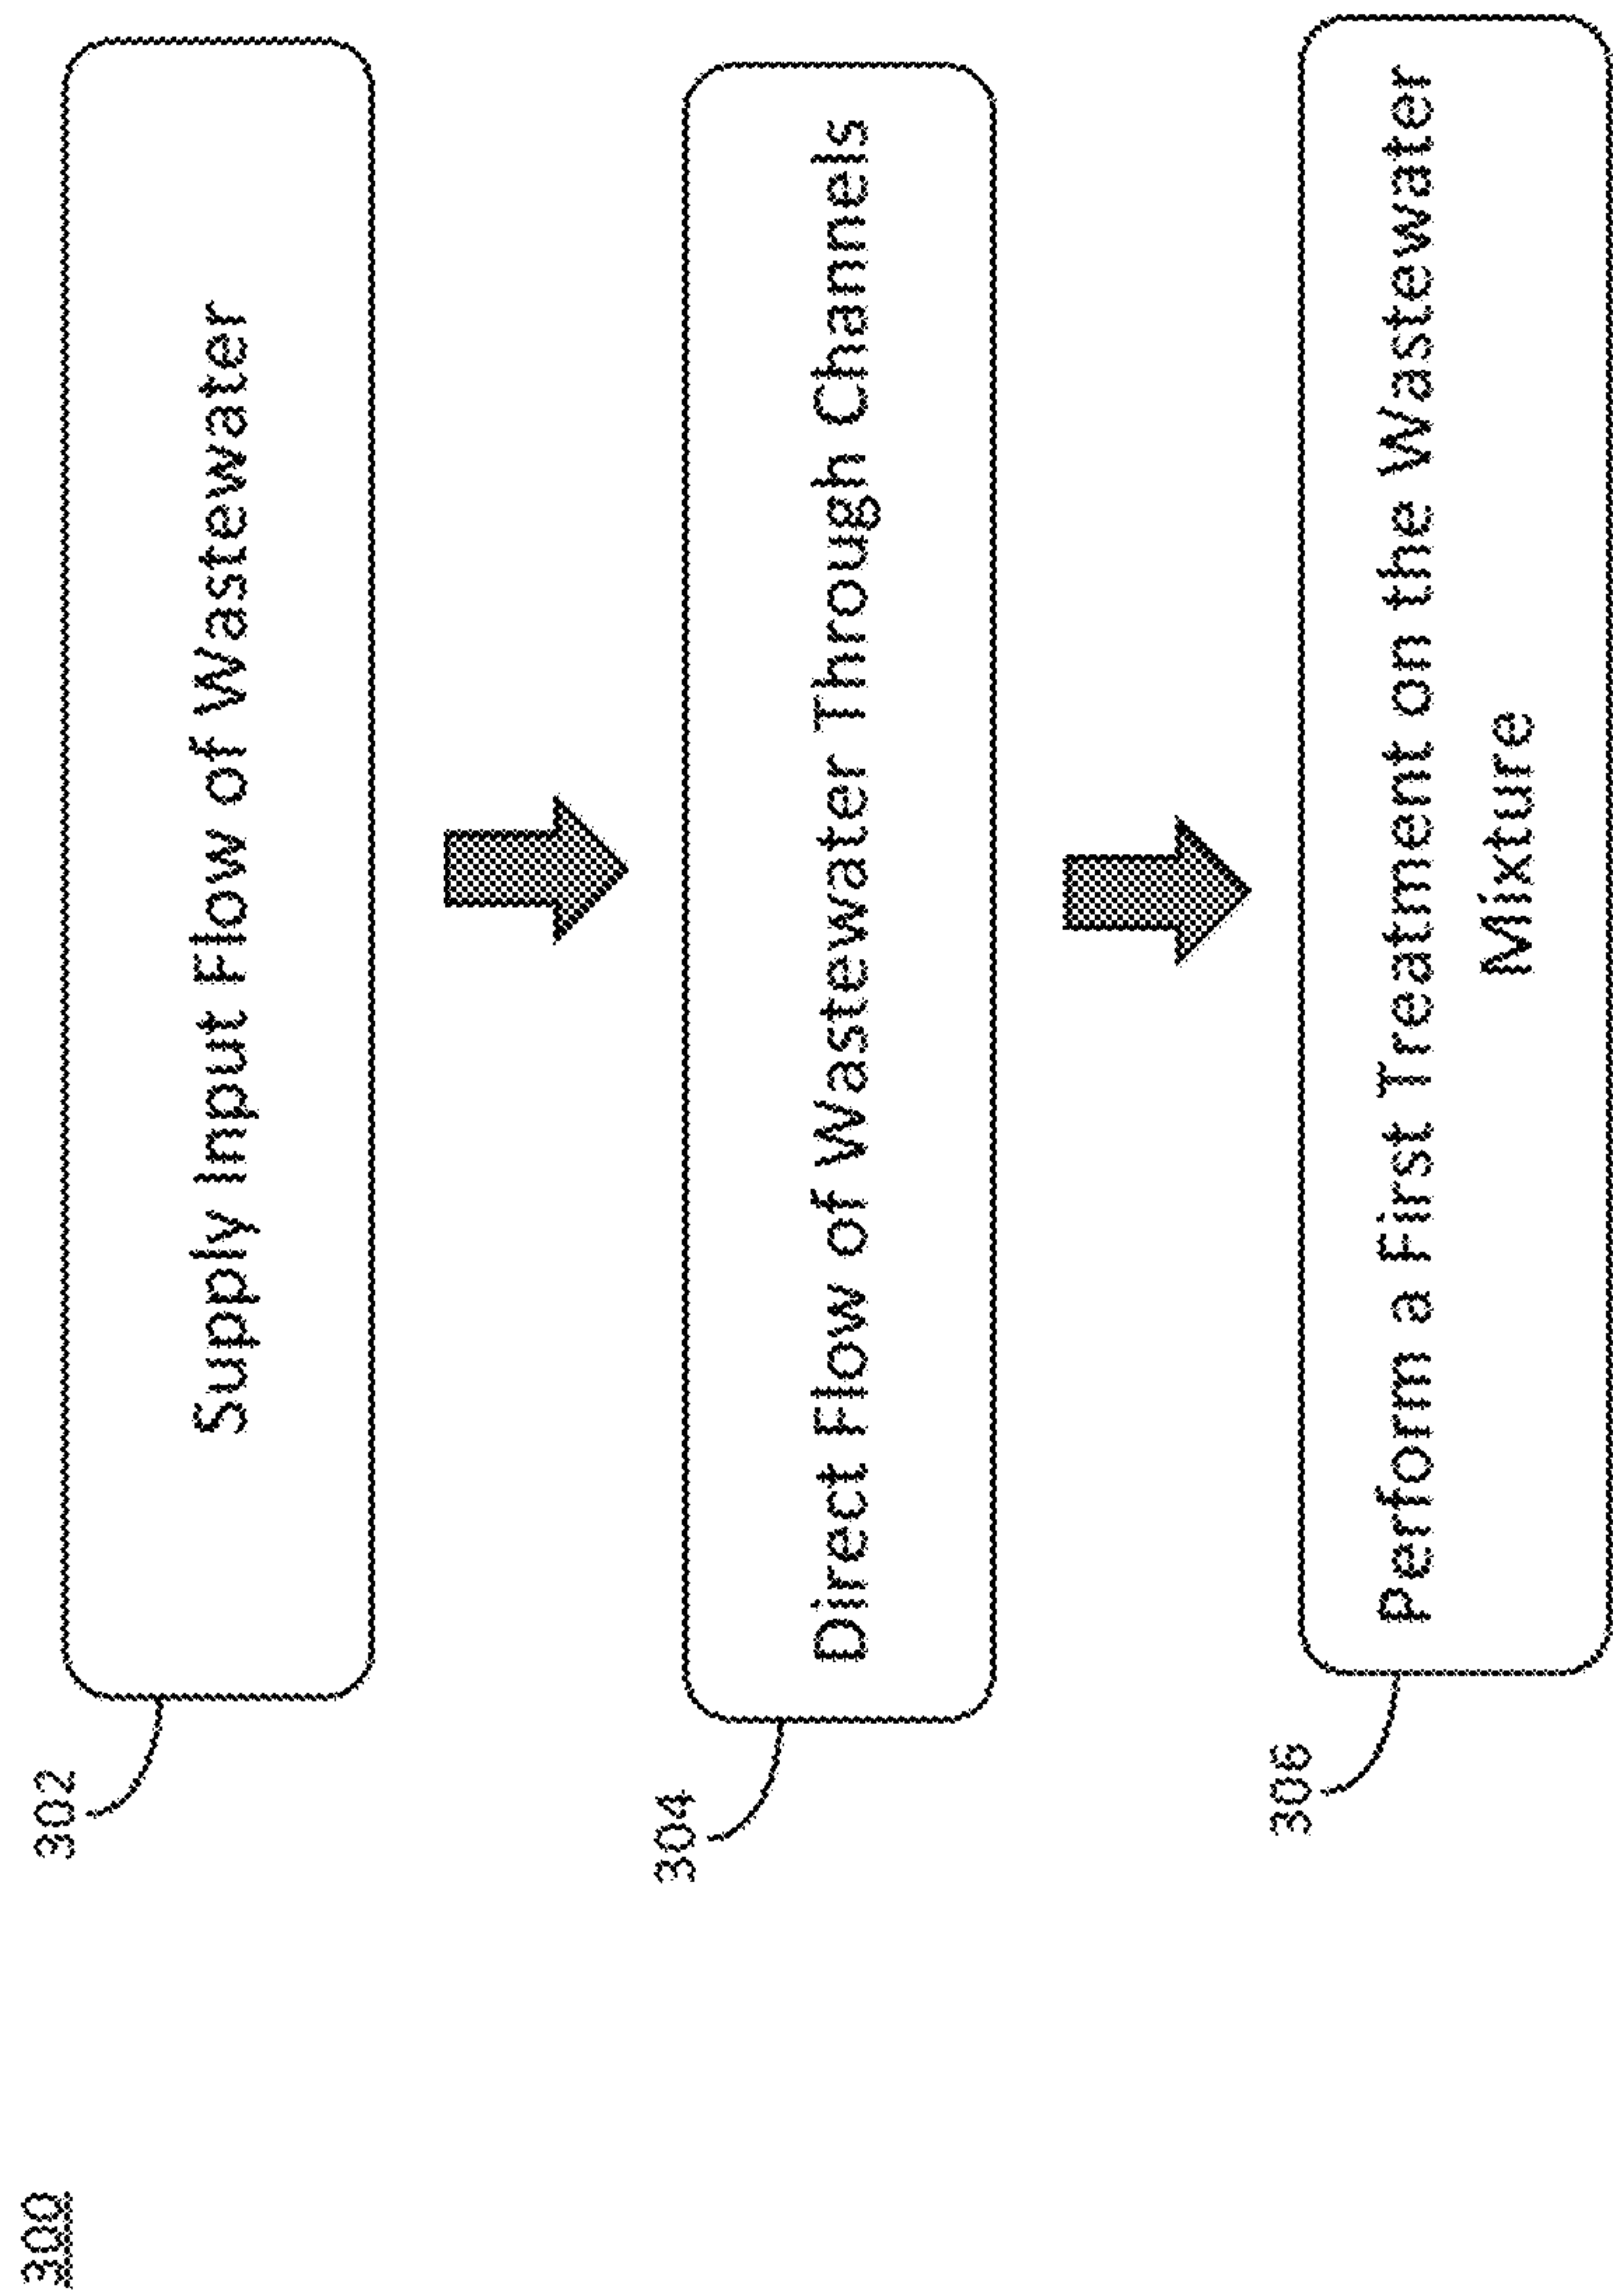 300
302
Supply Input Flow of Wastewater
304
Direct Flow of Wastewater Through Channels
306
Perform a First Treatment on the Wastewater
Mixture